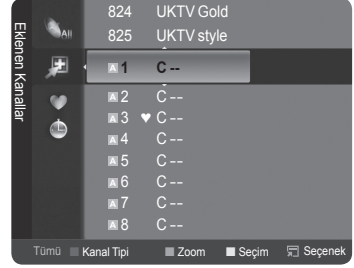 Eklenen Kanallar
All
824 UKTV Gold
825 UKTV style
A 1 C --
A 2 C --
A 3 ♥ C --
A 4 C --
A 5 C --
A 6 C --
A 7 C --
A 8 C --
Tümü Kanal Tipi Zoom Seçim Seçenek